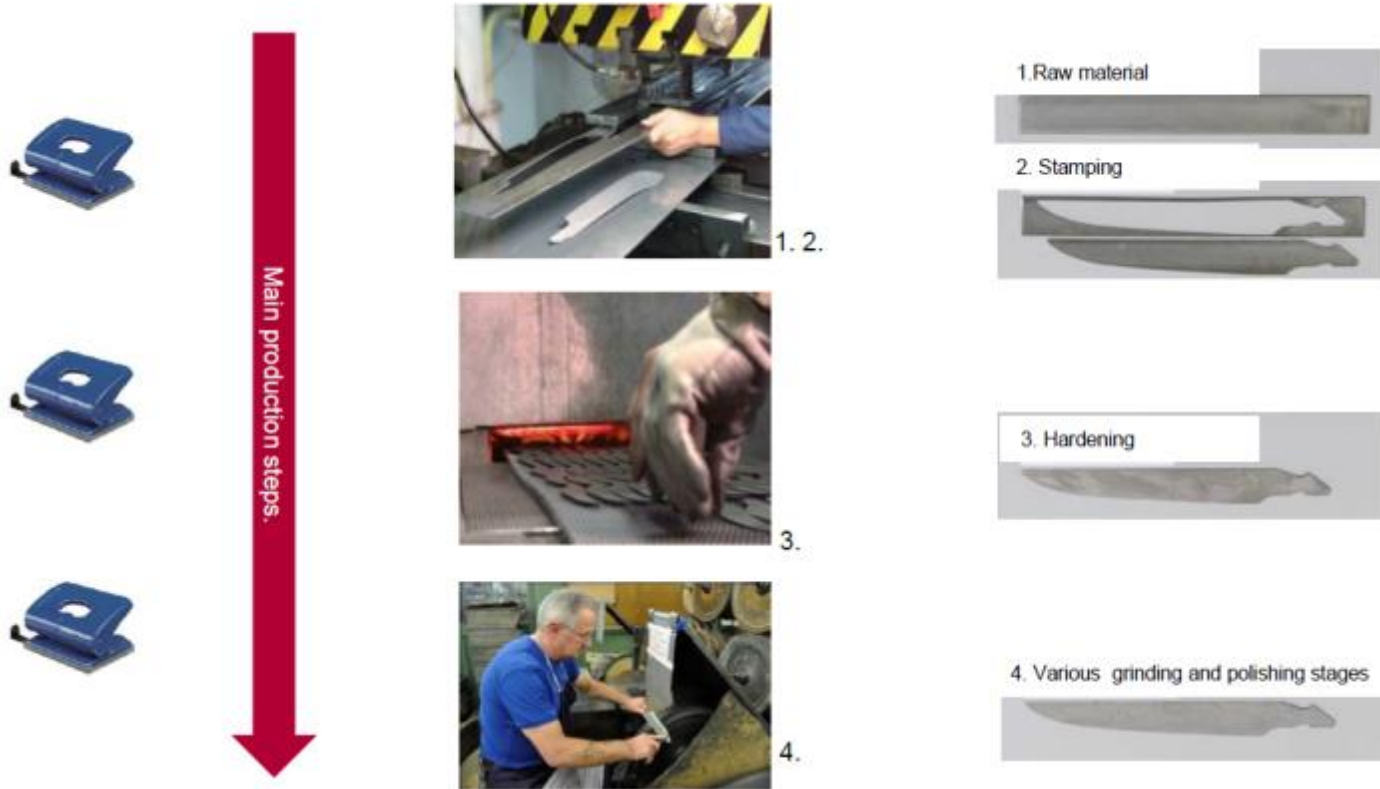 Main production steps.
1. 2.
3.
4.
1.Raw material
2. Stamping
3. Hardening
4. Various grinding and polishing stages